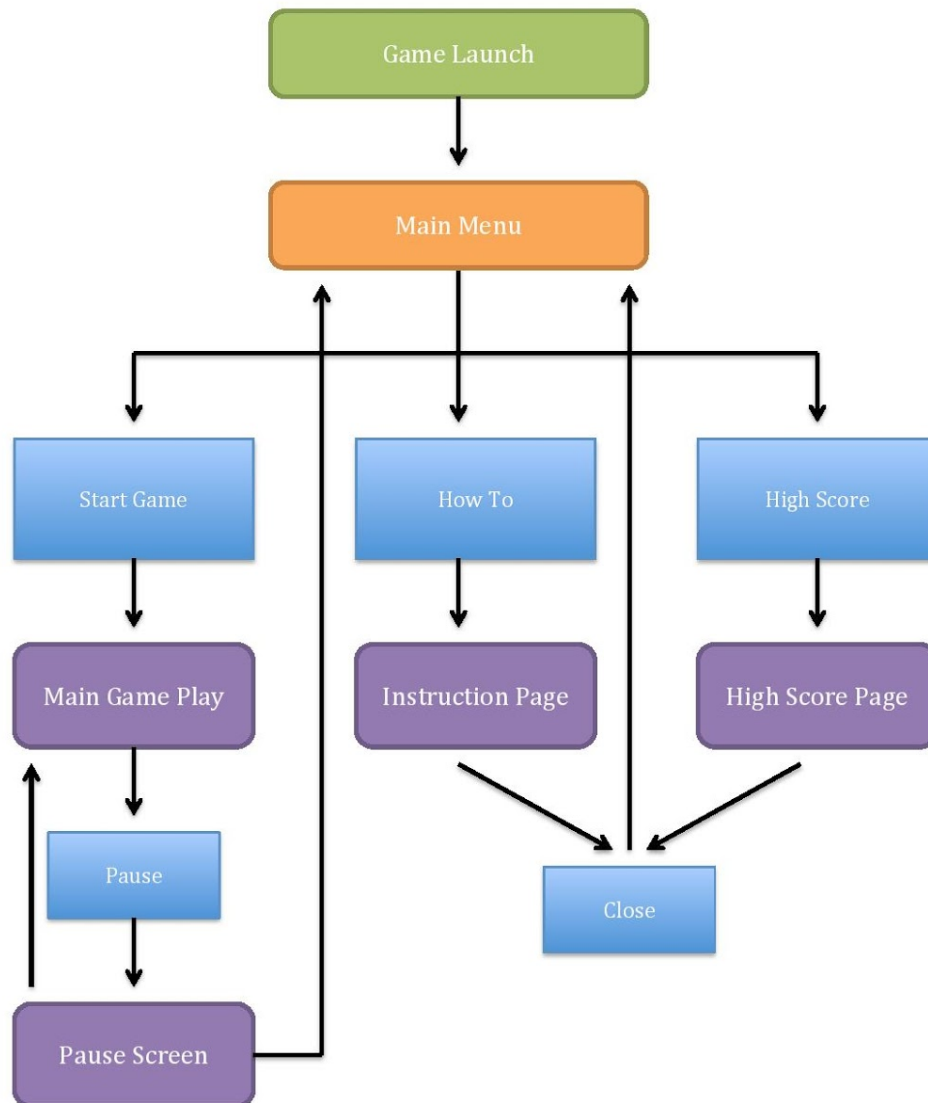 Game Launch
Main Menu
Start Game
How To
High Score
Main Game Play
Instruction Page
High Score Page
Pause
Close
Pause Screen